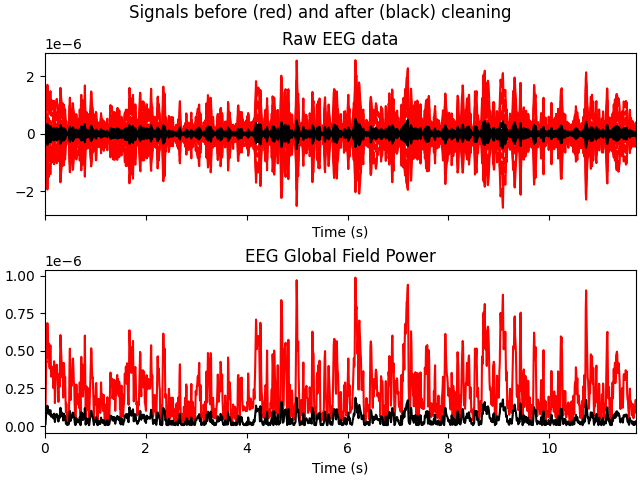 Signals before (red) and after (black) cleaning
Raw EEG data
1e−6
2
0
−2
Time (s)
EEG Global Field Power
1e−6
1.00
0.75
0.50
0.25
0.00
0 2 4 6 8 10
Time (s)